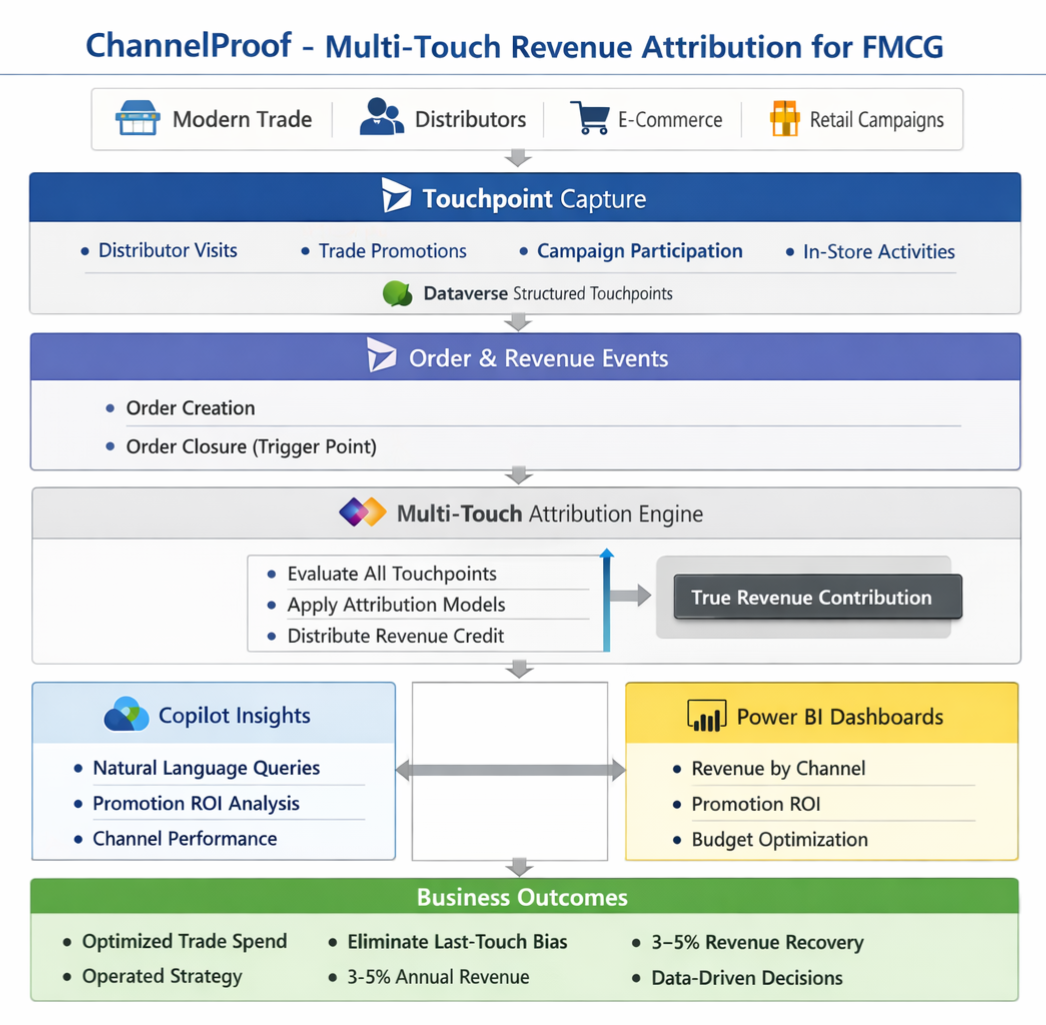 ChannelProof - Multi-Touch Revenue Attribution for FMCG
Modern Trade
Distributors
E-Commerce
Retail Campaigns
Touchpoint Capture
• Distributor Visits
• Trade Promotions
• Campaign Participation
• In-Store Activities
Dataverse Structured Touchpoints
Order & Revenue Events
• Order Creation
• Order Closure (Trigger Point)
Multi-Touch Attribution Engine
• Evaluate All Touchpoints
• Apply Attribution Models
• Distribute Revenue Credit
True Revenue Contribution
Copilot Insights
• Natural Language Queries
• Promotion ROI Analysis
• Channel Performance
Power BI Dashboards
• Revenue by Channel
• Promotion ROI
• Budget Optimization
Business Outcomes
• Optimized Trade Spend
• Eliminate Last-Touch Bias
• 3–5% Revenue Recovery
• Operated Strategy
• 3-5% Annual Revenue
• Data-Driven Decisions